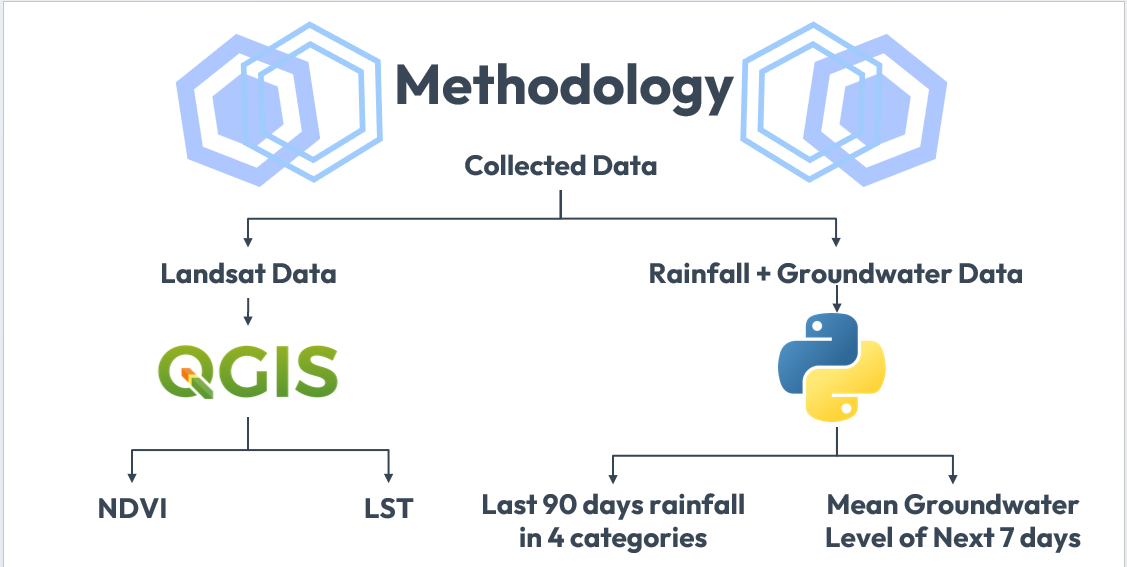 Methodology
Collected Data
Landsat Data
Rainfall + Groundwater Data
QGIS
NDVI
LST
Last 90 days rainfall
in 4 categories
Mean Groundwater
Level of Next 7 days